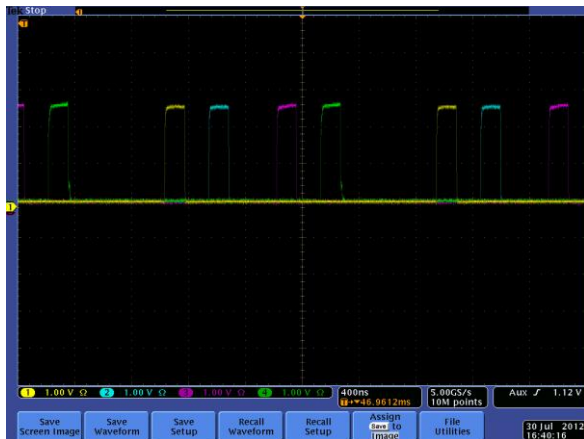 Tek Stop
1
1 1.00 V Ω 2 1.00 V Ω 3 1.00 V Ω 4 1.00 V Ω
400ns
T→▾46.9612ms
5.00GS/s
10M points
Aux ƒ 1.12 V
Save
Screen Image
Save
Waveform
Save
Setup
Recall
Waveform
Recall
Setup
Assign
Save to
Image
File
Utilities
30 Jul 2012
16:40:16